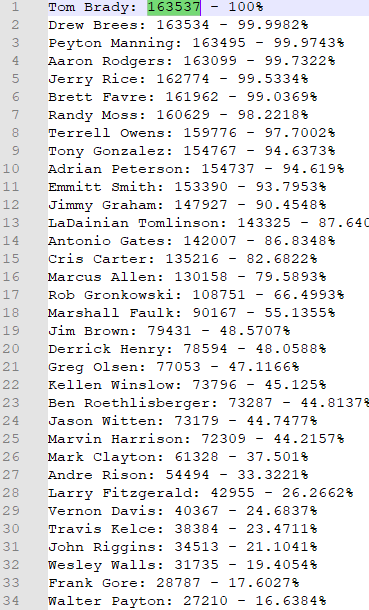 1 Tom Brady: 163537 - 100%
2 Drew Brees: 163534 - 99.9982%
3 Peyton Manning: 163495 - 99.9743%
4 Aaron Rodgers: 163099 - 99.7322%
5 Jerry Rice: 162774 - 99.5334%
6 Brett Favre: 161962 - 99.0369%
7 Randy Moss: 160629 - 98.2218%
8 Terrell Owens: 159776 - 97.7002%
9 Tony Gonzalez: 154767 - 94.6373%
10 Adrian Peterson: 154737 - 94.619%
11 Emmitt Smith: 153390 - 93.7953%
12 Jimmy Graham: 147927 - 90.4548%
13 LaDainian Tomlinson: 143325 - 87.640
14 Antonio Gates: 142007 - 86.8348%
15 Cris Carter: 135216 - 82.6822%
16 Marcus Allen: 130158 - 79.5893%
17 Rob Gronkowski: 108751 - 66.4993%
18 Marshall Faulk: 90167 - 55.1355%
19 Jim Brown: 79431 - 48.5707%
20 Derrick Henry: 78594 - 48.0588%
21 Greg Olsen: 77053 - 47.1166%
22 Kellen Winslow: 73796 - 45.125%
23 Ben Roethlisberger: 73287 - 44.8137%
24 Jason Witten: 73179 - 44.7477%
25 Marvin Harrison: 72309 - 44.2157%
26 Mark Clayton: 61328 - 37.501%
27 Andre Rison: 54494 - 33.3221%
28 Larry Fitzgerald: 42955 - 26.2662%
29 Vernon Davis: 40367 - 24.6837%
30 Travis Kelce: 38384 - 23.4711%
31 John Riggins: 34513 - 21.1041%
32 Wesley Walls: 31735 - 19.4054%
33 Frank Gore: 28787 - 17.6027%
34 Walter Payton: 27210 - 16.6384%